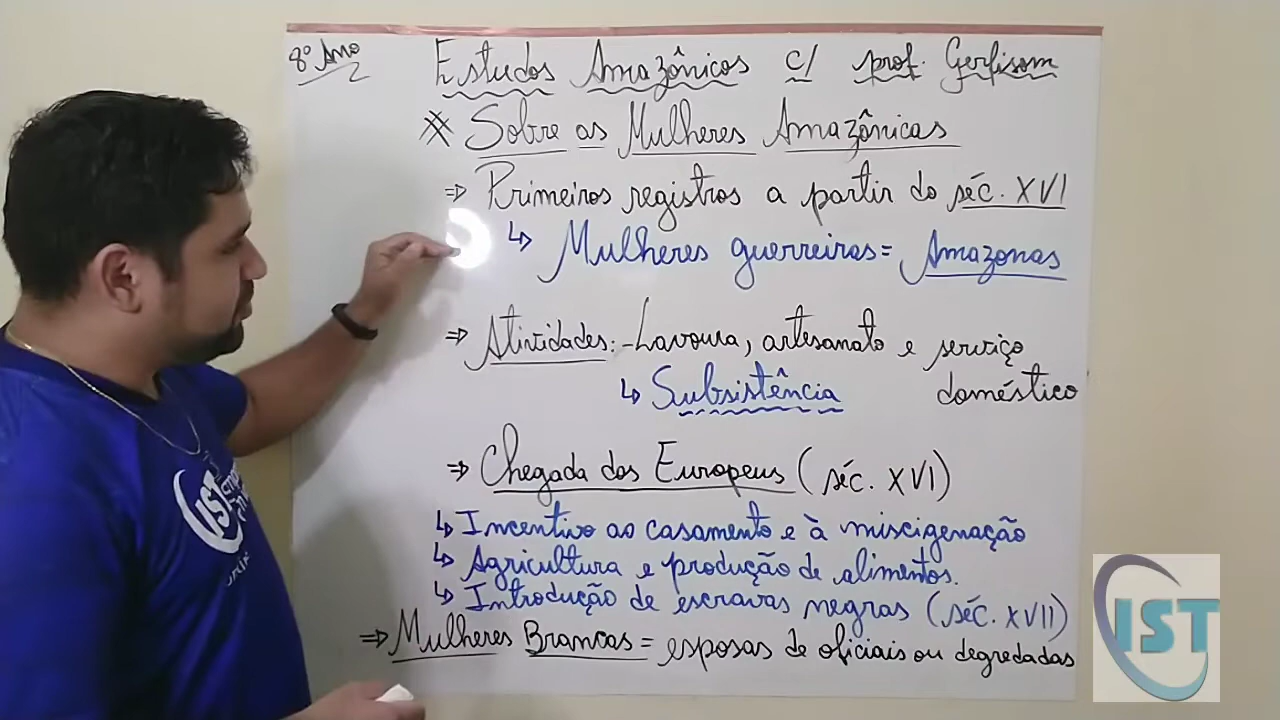 8º Ano
Estudos Amazônicos c/ prof. Gerfisom
Sobre as Mulheres Amazônicas
⇒ Primeiros registros a partir do séc. XVI
↳ Mulheres guerreiras = Amazonas
⇒ Atividades: - Lavoura, artesanato e serviço
doméstico
↳ Subsistência
⇒ Chegada dos Europeus (séc. XVI)
↳ Incentivo ao casamento e à miscigenação
↳ Agricultura e produção de alimentos.
↳ Introdução de escravas negras (séc. XVII)
⇒ Mulheres Brancas = esposas de oficiais ou degredadas
IST
IST